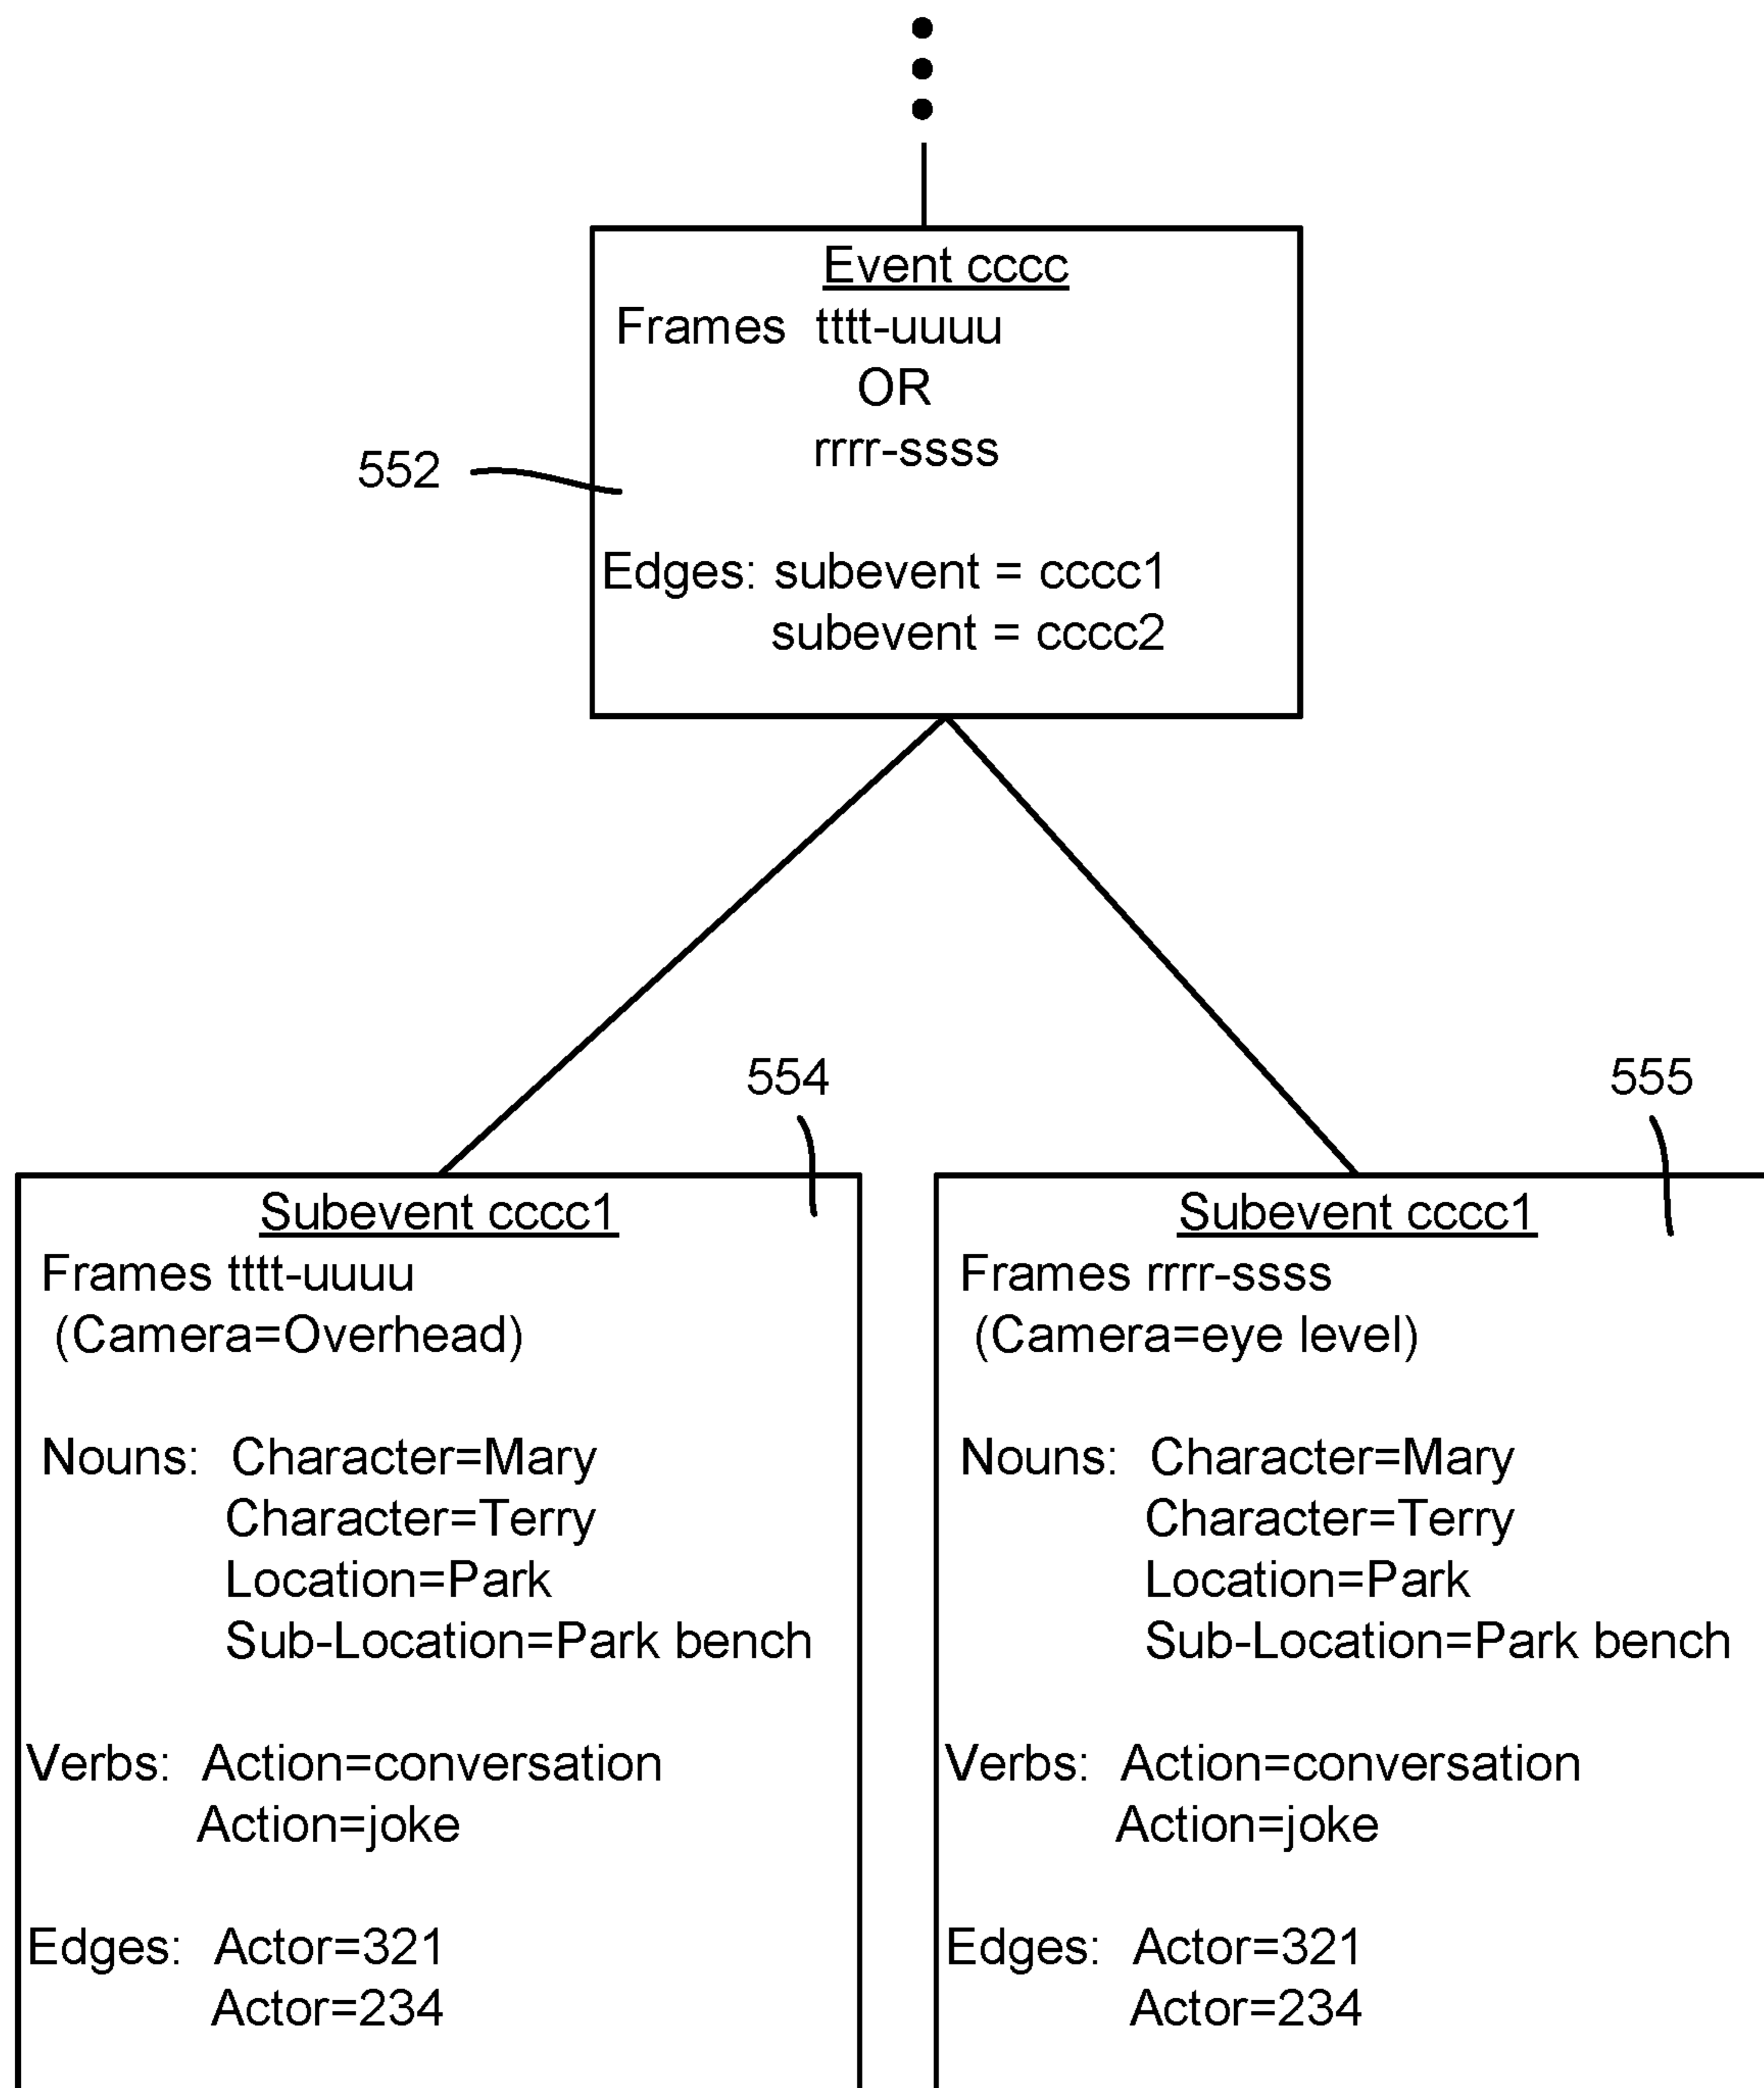 Event cccc
Frames tttt-uuuu
OR
rrrr-ssss
552
Edges: subevent = cccc1
subevent = cccc2
554
555
Subevent cccc1
Frames tttt-uuuu
(Camera=Overhead)
Nouns: Character=Mary
Character=Terry
Location=Park
Sub-Location=Park bench
Verbs: Action=conversation
Action=joke
Edges: Actor=321
Actor=234
Subevent cccc1
Frames rrrr-ssss
(Camera=eye level)
Nouns: Character=Mary
Character=Terry
Location=Park
Sub-Location=Park bench
Verbs: Action=conversation
Action=joke
Edges: Actor=321
Actor=234